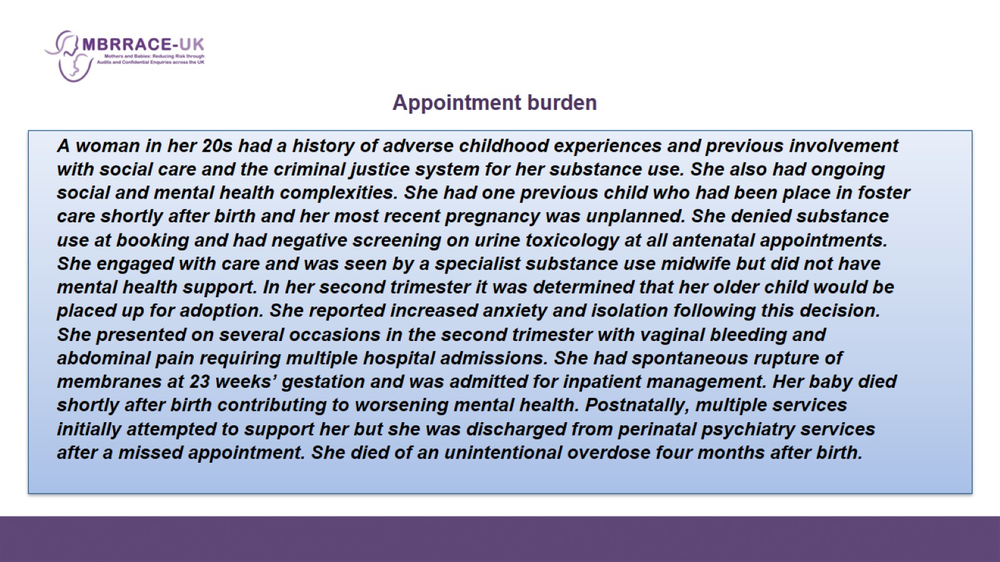 MBRRACE-UK
Mothers and Babies: Reducing Risk through
Audits and Confidential Enquiries across the UK
Appointment burden
A woman in her 20s had a history of adverse childhood experiences and previous involvement
with social care and the criminal justice system for her substance use. She also had ongoing
social and mental health complexities. She had one previous child who had been place in foster
care shortly after birth and her most recent pregnancy was unplanned. She denied substance
use at booking and had negative screening on urine toxicology at all antenatal appointments.
She engaged with care and was seen by a specialist substance use midwife but did not have
mental health support. In her second trimester it was determined that her older child would be
placed up for adoption. She reported increased anxiety and isolation following this decision.
She presented on several occasions in the second trimester with vaginal bleeding and
abdominal pain requiring multiple hospital admissions. She had spontaneous rupture of
membranes at 23 weeks’ gestation and was admitted for inpatient management. Her baby died
shortly after birth contributing to worsening mental health. Postnatally, multiple services
initially attempted to support her but she was discharged from perinatal psychiatry services
after a missed appointment. She died of an unintentional overdose four months after birth.